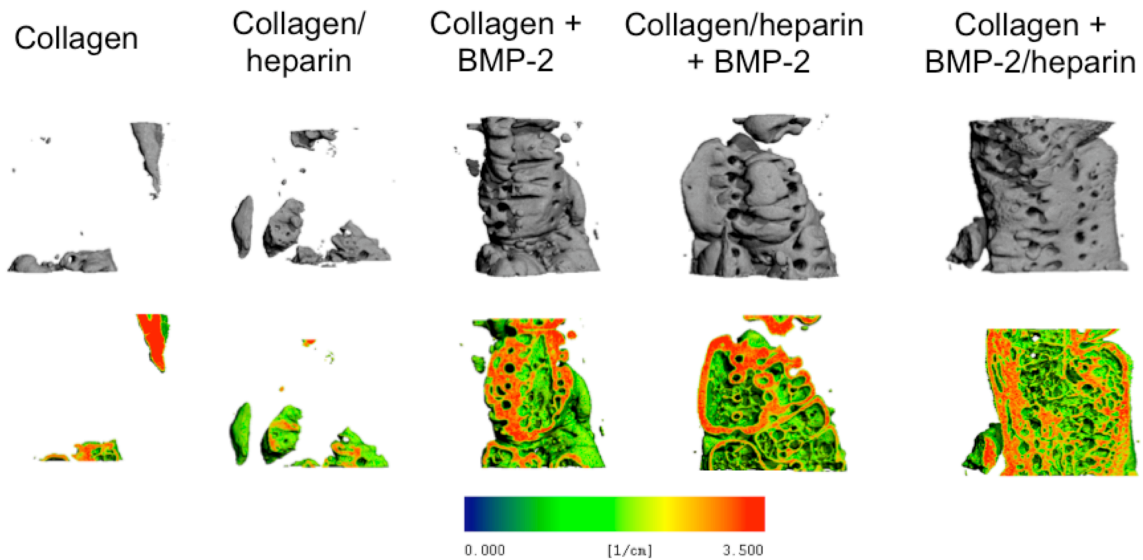 Collagen
Collagen/
heparin
Collagen +
BMP-2
Collagen/heparin
+ BMP-2
Collagen +
BMP-2/heparin
0.000 [1/cm] 3.500